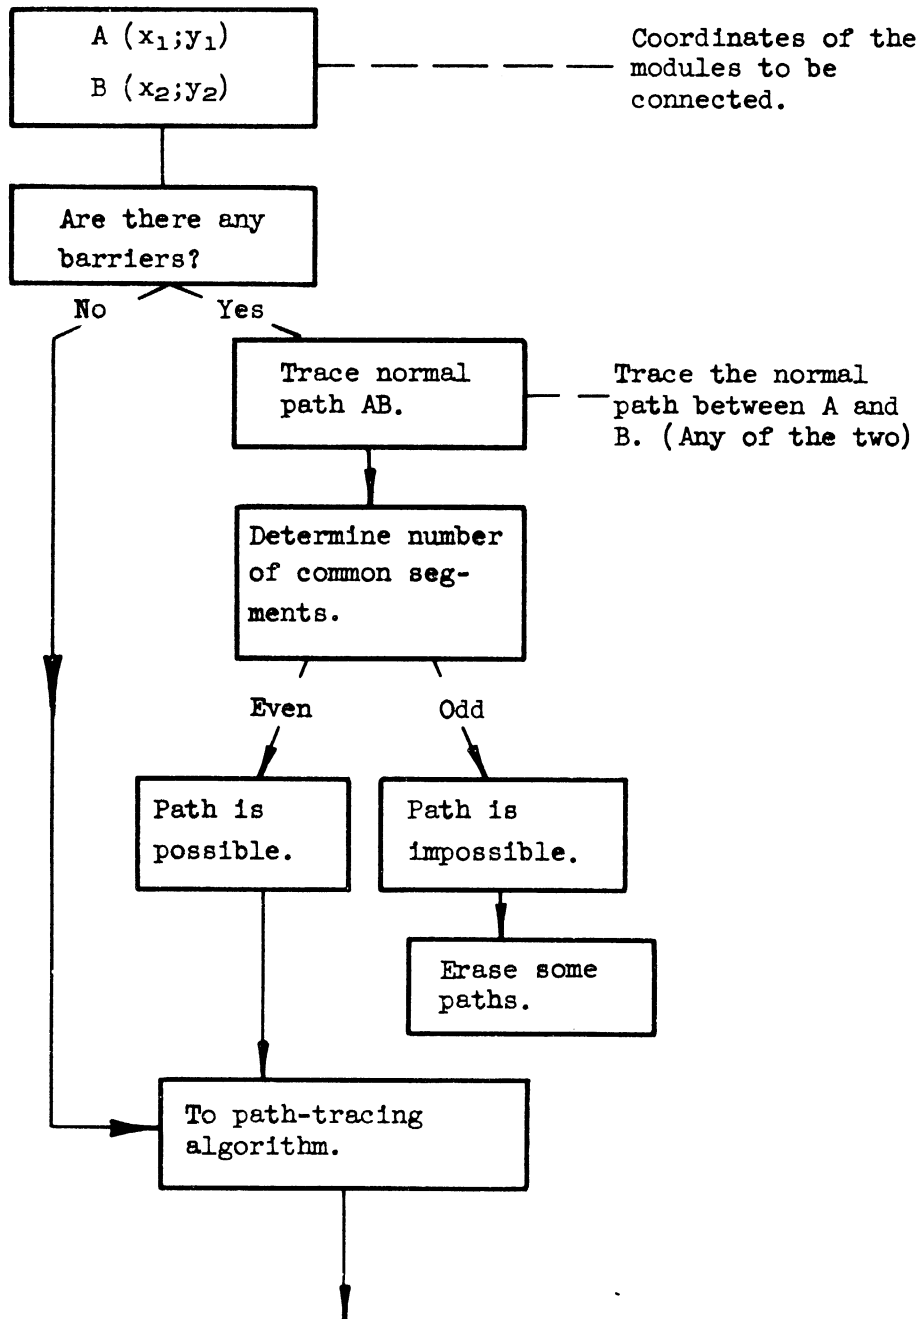 A (x₁;y₁)
B (x₂;y₂)
Coordinates of the
modules to be
connected.
Are there any
barriers?
No
Yes
Trace normal
path AB.
Trace the normal
path between A and
B. (Any of the two)
Determine number
of common seg-
ments.
Even
Odd
Path is
possible.
Path is
impossible.
Erase some
paths.
To path-tracing
algorithm.